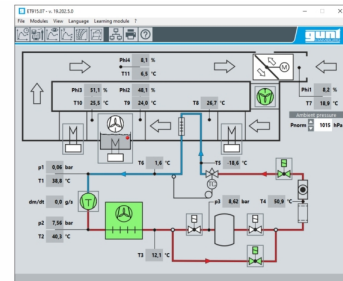 ET915.07 - v. 18.202.5.0
File Modules View Language Learning module ?
gunt
Phi4 8,1 %
T11 6,5 °C
Phi3 51,1 % Phi2 48,1 %
T10 25,5 °C T9 24,0 °C T8 26,7 °C
Phi1 8,2 %
T7 18,9 °C
Ambient pressure
Pnorm 1015 hPa
p1 0,06 bar
T1 38,8 °C
T6 1,6 °C
T5 -18,6 °C
TC
dm/dt 0,0 g/s
p3 8,62 bar
T4 50,9 °C
p2 7,56 bar
T2 40,3 °C
T3 12,1 °C